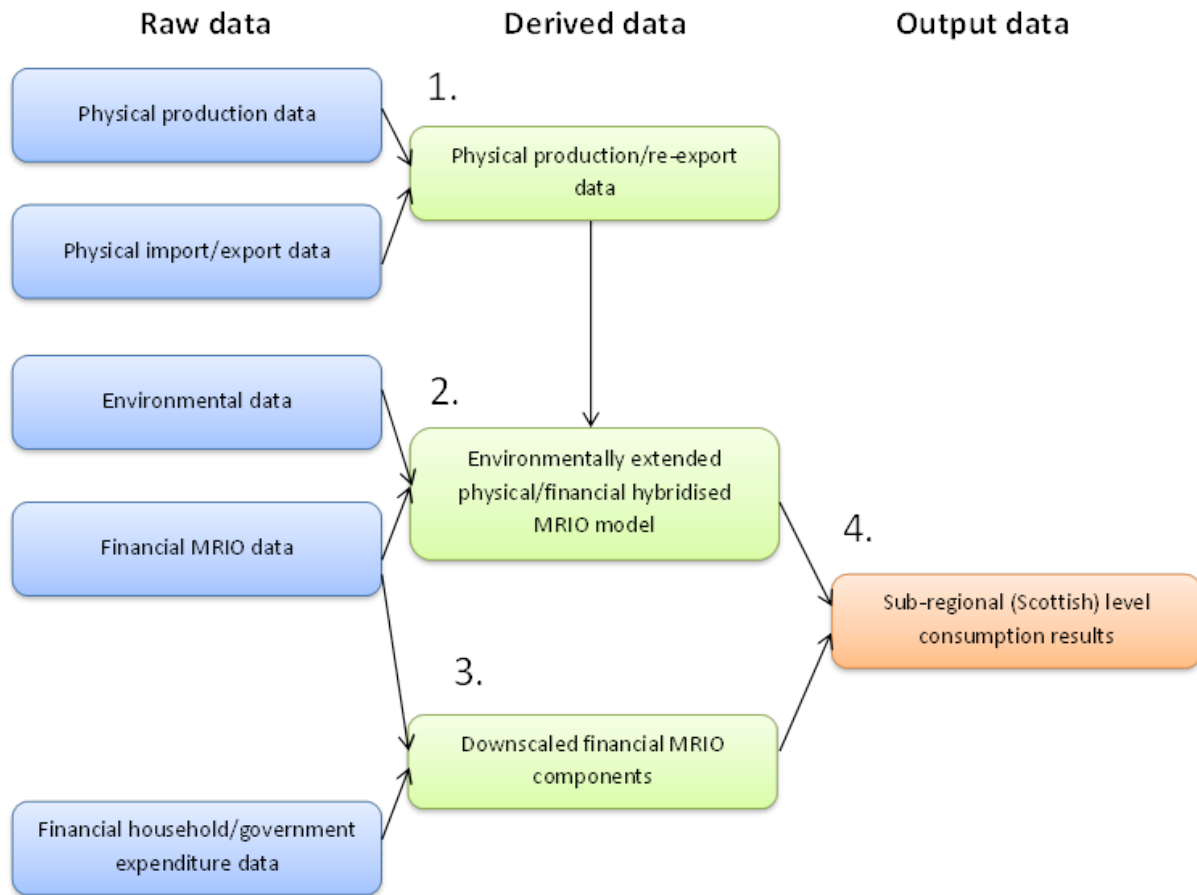 Raw data
Derived data
Output data
Physical production data
1.
Physical production/re-export
data
Physical import/export data
Environmental data
2.
Environmentally extended
physical/financial hybridised
MRIO model
Financial MRIO data
4.
Sub-regional (Scottish) level
consumption results
3.
Downscaled financial MRIO
components
Financial household/government
expenditure data